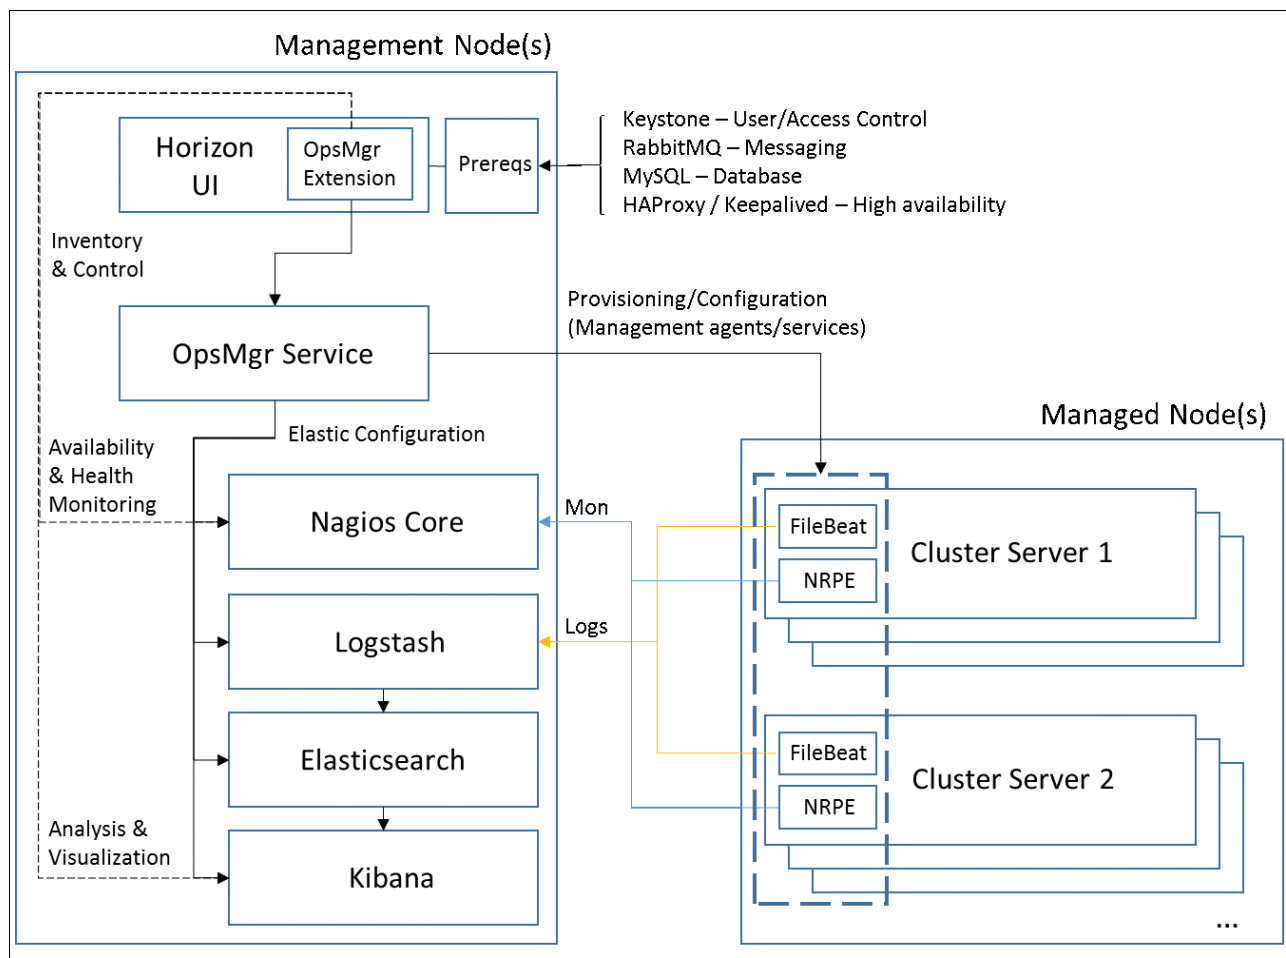 Management Node(s)
Horizon
UI
OpsMgr
Extension
Prereqs
Keystone – User/Access Control
RabbitMQ – Messaging
MySQL – Database
HAProxy / Keepalived – High availability
Inventory
& Control
OpsMgr Service
Provisioning/Configuration
(Management agents/services)
Elastic Configuration
Availability
& Health
Monitoring
Nagios Core
Mon
Logstash
Logs
Elasticsearch
Analysis &
Visualization
Kibana
Managed Node(s)
FileBeat
NRPE
Cluster Server 1
FileBeat
NRPE
Cluster Server 2
...